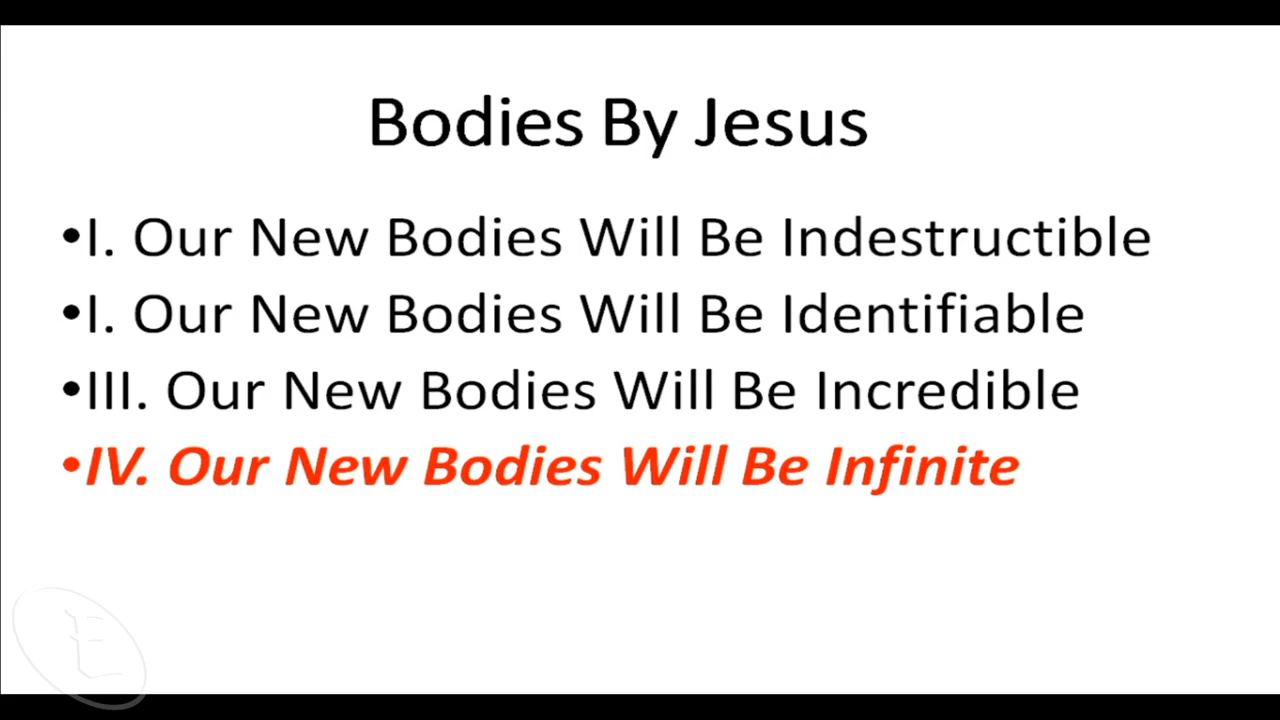 Bodies By Jesus
•I. Our New Bodies Will Be Indestructible
•I. Our New Bodies Will Be Identifiable
•III. Our New Bodies Will Be Incredible
•IV. Our New Bodies Will Be Infinite